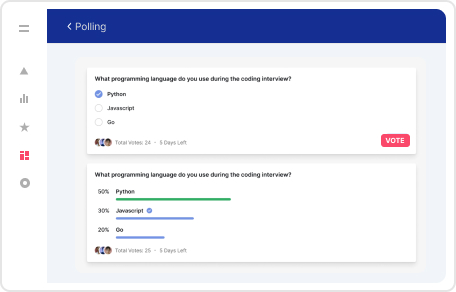 Polling
What programming language do you use during the coding interview?
Python
Javascript
Go
Total Votes: 24 • 5 Days Left
VOTE
What programming language do you use during the coding interview?
50% Python
30% Javascript
20% Go
Total Votes: 25 • 5 Days Left